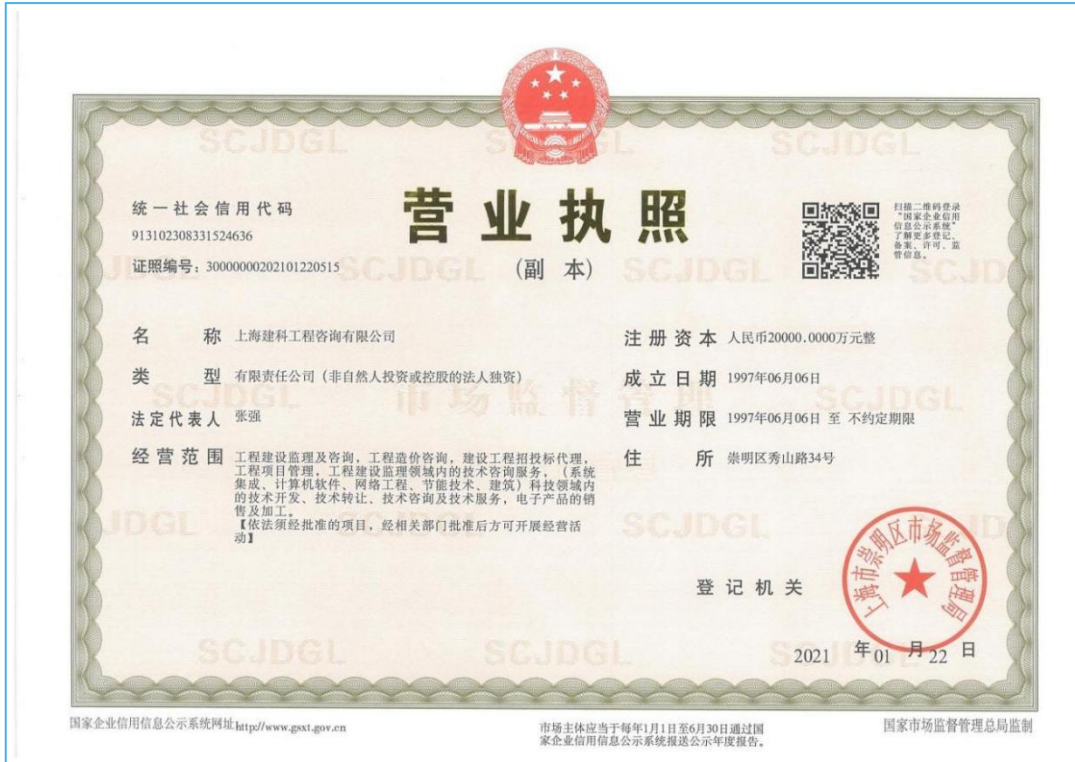 统一社会信用代码
913102308331524636
证照编号：30000000202101220515
营业执照
（副 本）
扫描二维码登录
“国家企业信用
信息公示系统”
了解更多登记、
备案、许可、监
管信息。
名 称 上海建科工程咨询有限公司
类 型 有限责任公司（非自然人投资或控股的法人独资）
法定代表人 张强
经营范围 工程建设监理及咨询，工程造价咨询，建设工程招投标代理，
工程项目管理，工程建设监理领域内的技术咨询服务，（系统
集成、计算机软件、网络工程、节能技术、建筑）科技领域内
的技术开发、技术转让、技术咨询及技术服务，电子产品的销
售及加工。
【依法须经批准的项目，经相关部门批准后方可开展经营活
动】
注册资本 人民币20000.0000万元整
成立日期 1997年06月06日
营业期限 1997年06月06日 至 不约定期限
住 所 崇明区秀山路34号
登记机关
上海市崇明区市场监督管理局
2021 年 01 月 22 日
国家企业信用信息公示系统网址http://www.gsxt.gov.cn
市场主体应当于每年1月1日至6月30日通过国
家企业信用信息公示系统报送公示年度报告。
国家市场监督管理总局监制
SCJDGL
市场监督管理